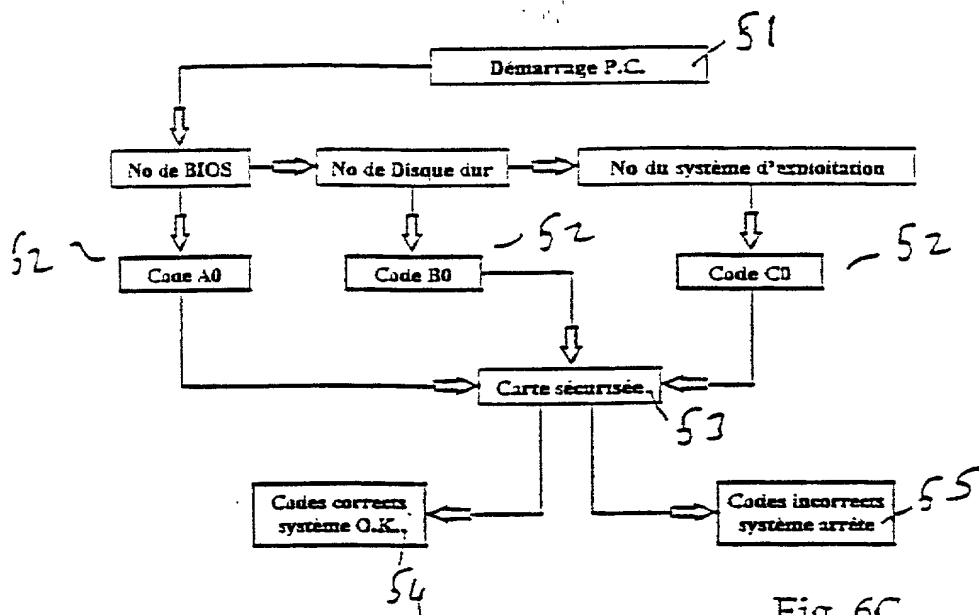 51
Démarrage P.C.
No de BIOS
No de Disque dur
No du système d'exploitation
52
Code A0
Code B0
52
Code C0
52
Carte sécurisée
53
Codes corrects
système O.K.
54
Codes incorrects
système arrête
55
Fig. 6C